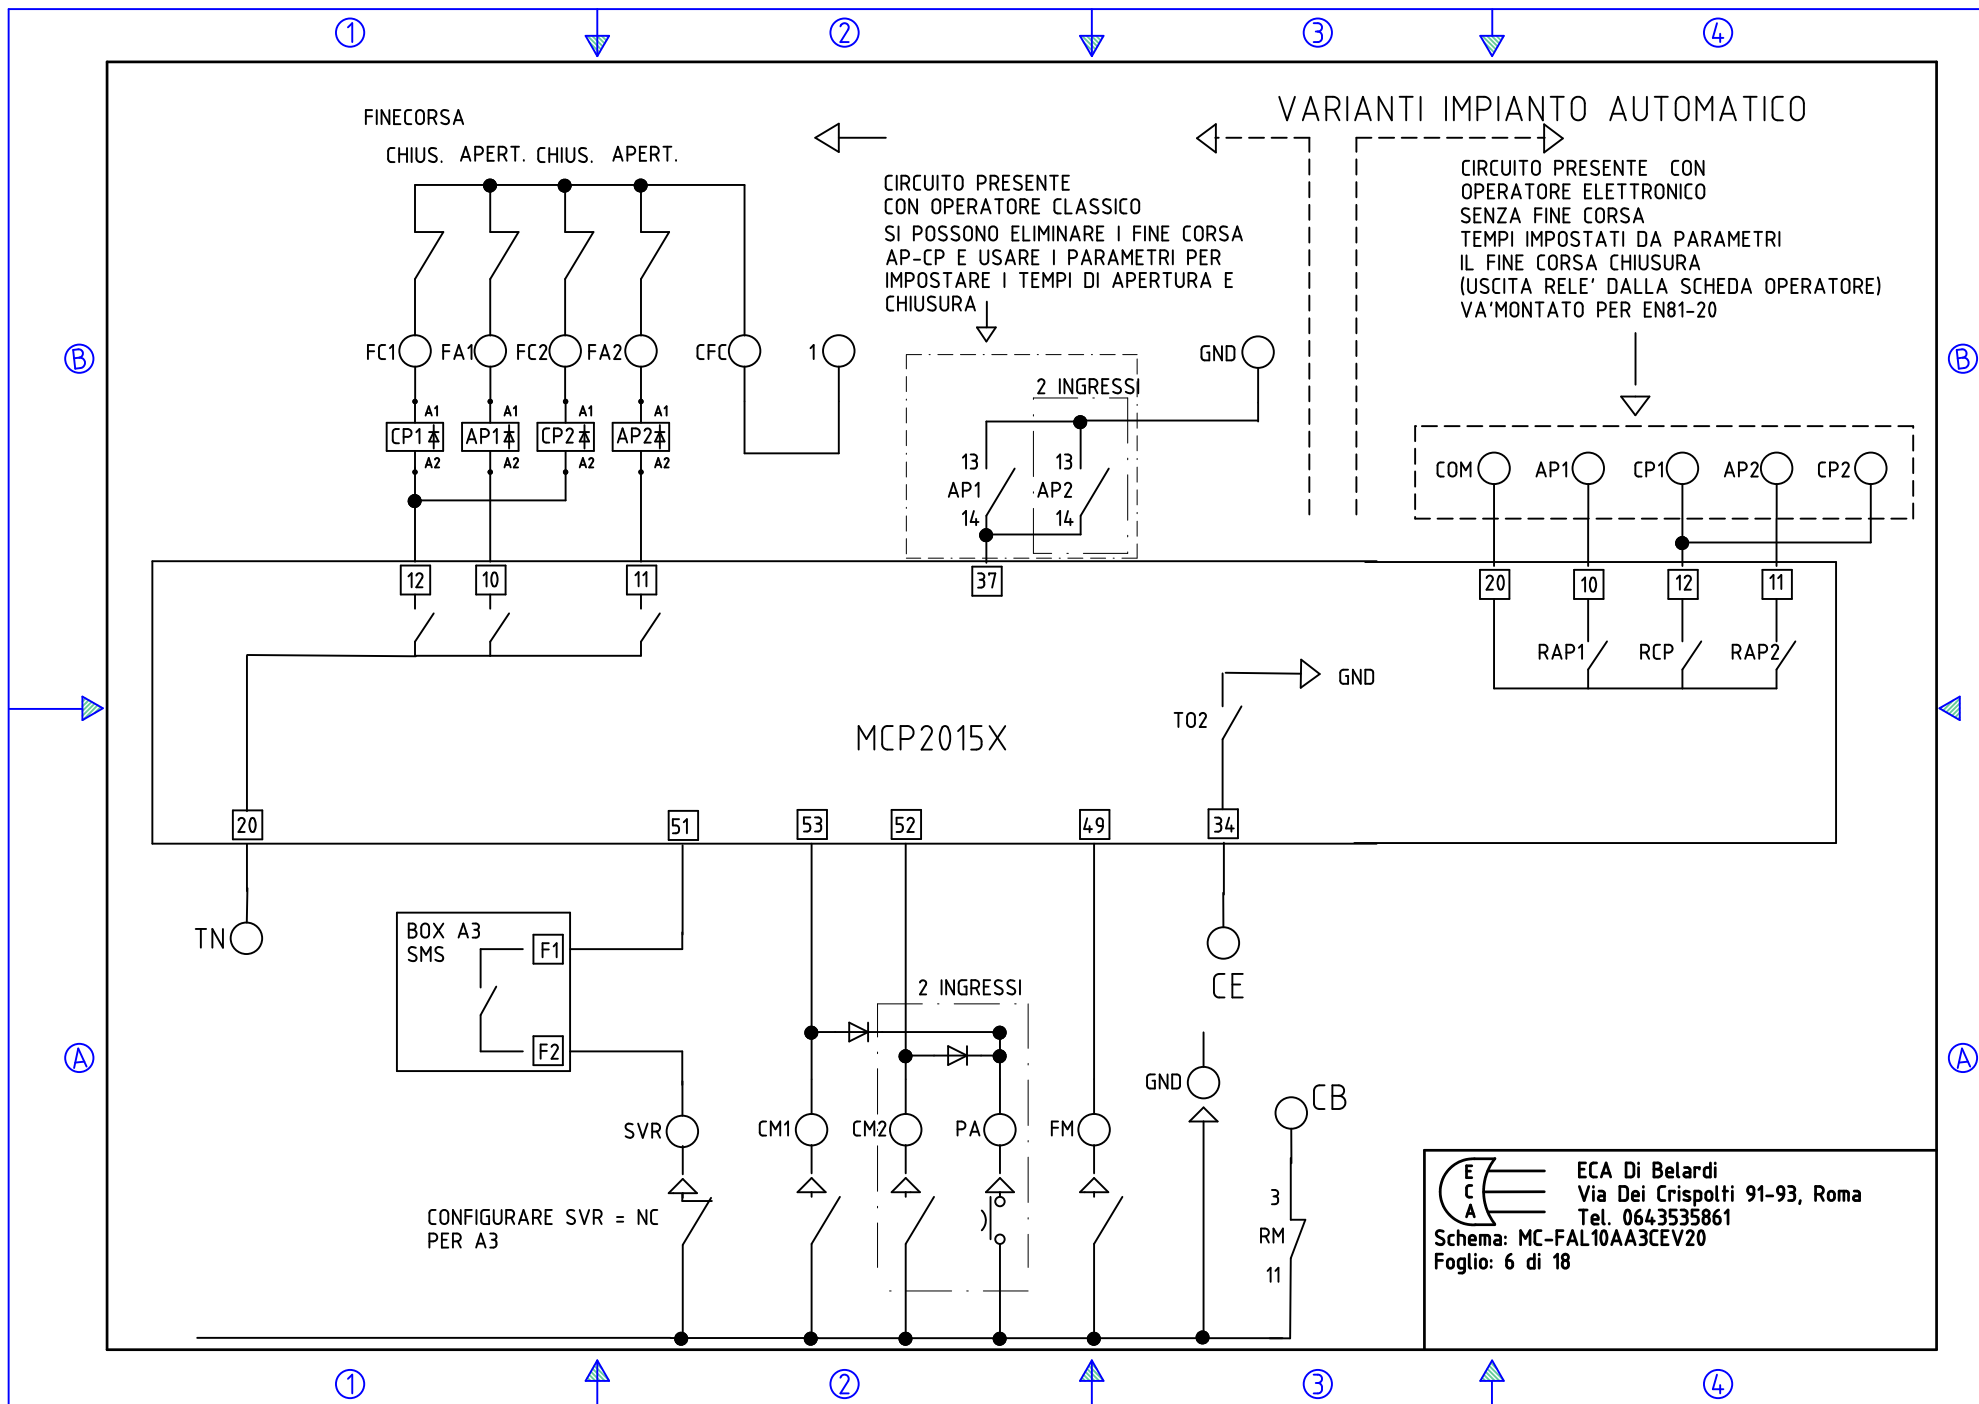 1 2 3 4
VARIANTI IMPIANTO AUTOMATICO
FINECORSA
CHIUS. APERT. CHIUS. APERT.
CIRCUITO PRESENTE
CON OPERATORE CLASSICO
SI POSSONO ELIMINARE I FINE CORSA
AP-CP E USARE I PARAMETRI PER
IMPOSTARE I TEMPI DI APERTURA E
CHIUSURA
CIRCUITO PRESENTE CON
OPERATORE ELETTRONICO
SENZA FINE CORSA
TEMPI IMPOSTATI DA PARAMETRI
IL FINE CORSA CHIUSURA
(USCITA RELE' DALLA SCHEDA OPERATORE)
VA'MONTATO PER EN81-20
B B
FC1 FA1 FC2 FA2 CFC 1 GND
2 INGRESSI
A1 A1 A1 A1
CP1 AP1 CP2 AP2
A2 A2 A2 A2
13 13
AP1 AP2
14 14
COM AP1 CP1 AP2 CP2
12 10 11 37 20 10 12 11
RAP1 RCP RAP2
GND
TO2
MCP2015X
20 51 53 52 49 34
TN
BOX A3
SMS
F1
F2
CE
2 INGRESSI
A A
GND
CB
SVR CM1 CM2 PA FM
CONFIGURARE SVR = NC
PER A3
3
RM
11
E
C
A
ECA Di Belardi
Via Dei Crispolti 91-93, Roma
Tel. 0643535861
Schema: MC-FAL10AA3CEV20
Foglio: 6 di 18
1 2 3 4